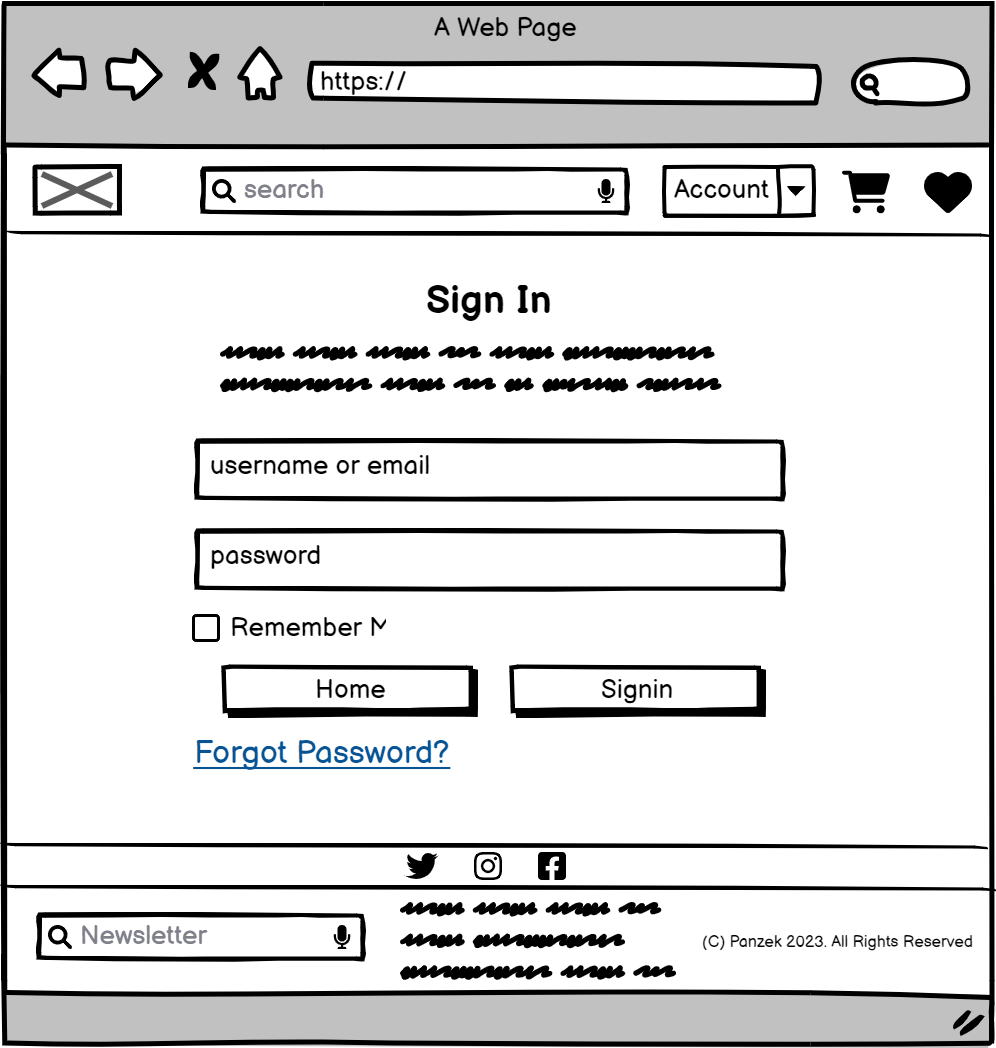 A Web Page
https://
search
Account
Sign In
username or email
password
Remember M
Home
Signin
Forgot Password?
Newsletter
(C) Panzek 2023. All Rights Reserved